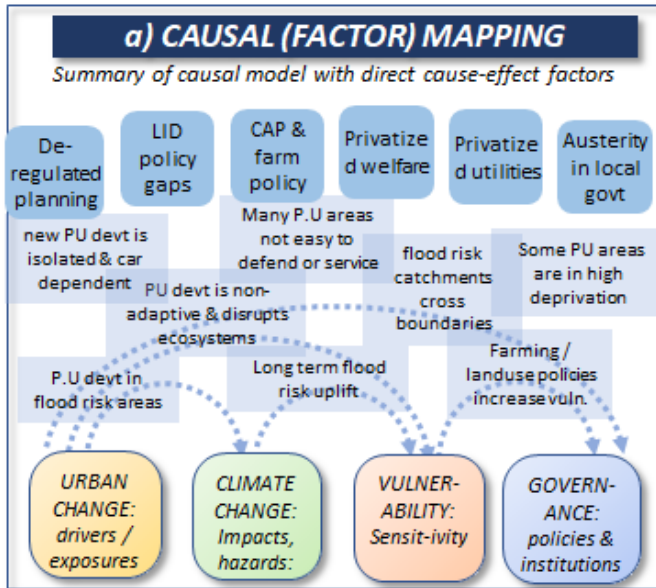 a) CAUSAL (FACTOR) MAPPING
Summary of causal model with direct cause-effect factors
De-
regulated
planning
LID
policy
gaps
CAP &
farm
policy
Privatize
d welfare
Privatize
d utilities
Austerity
in local
govt
new PU devt is
isolated & car
dependent
Many P.U areas
not easy to
defend or service
flood risk
catchments
cross
boundaries
Some PU areas
are in high
deprivation
PU devt is non-
adaptive & disrupts
ecosystems
P.U devt in
flood risk areas
Long term flood
risk uplift
Farming /
landuse policies
increase vuln.
URBAN
CHANGE:
drivers /
exposures
CLIMATE
CHANGE:
Impacts,
hazards:
VULNER-
ABILITY:
Sensit-ivity
GOVERN-
ANCE:
policies &
institutions